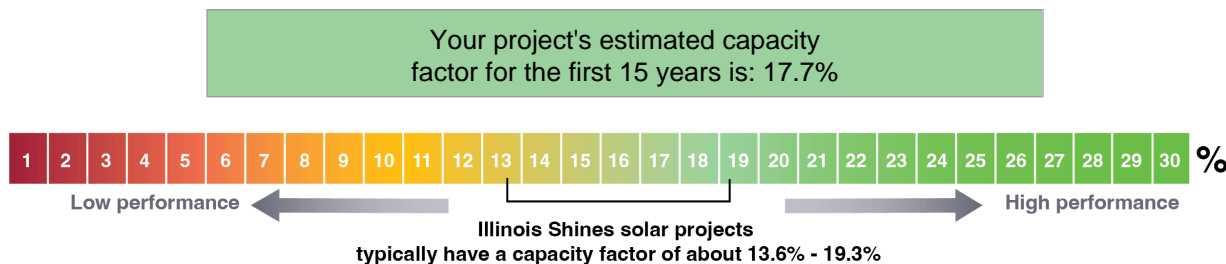 Your project's estimated capacity
factor for the first 15 years is: 17.7%
1 2 3 4 5 6 7 8 9 10 11 12 13 14 15 16 17 18 19 20 21 22 23 24 25 26 27 28 29 30 %
Low performance
High performance
Illinois Shines solar projects
typically have a capacity factor of about 13.6% - 19.3%